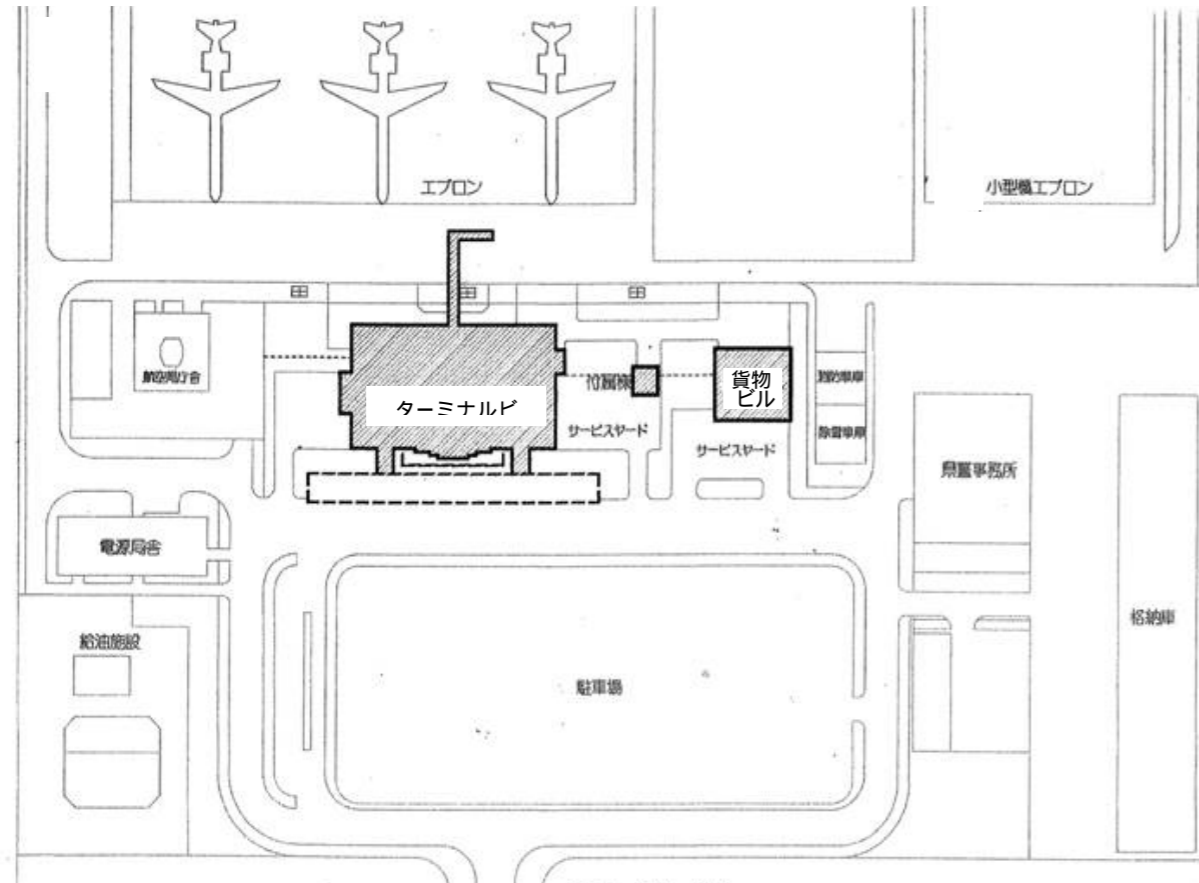 エプロン
小型機エプロン
航空局庁舎
ターミナルビ
付属棟
貨物
ビル
消防車庫
除雪車庫
サービスヤード
サービスヤード
県警事務所
電源局舎
給油施設
駐車場
格納庫